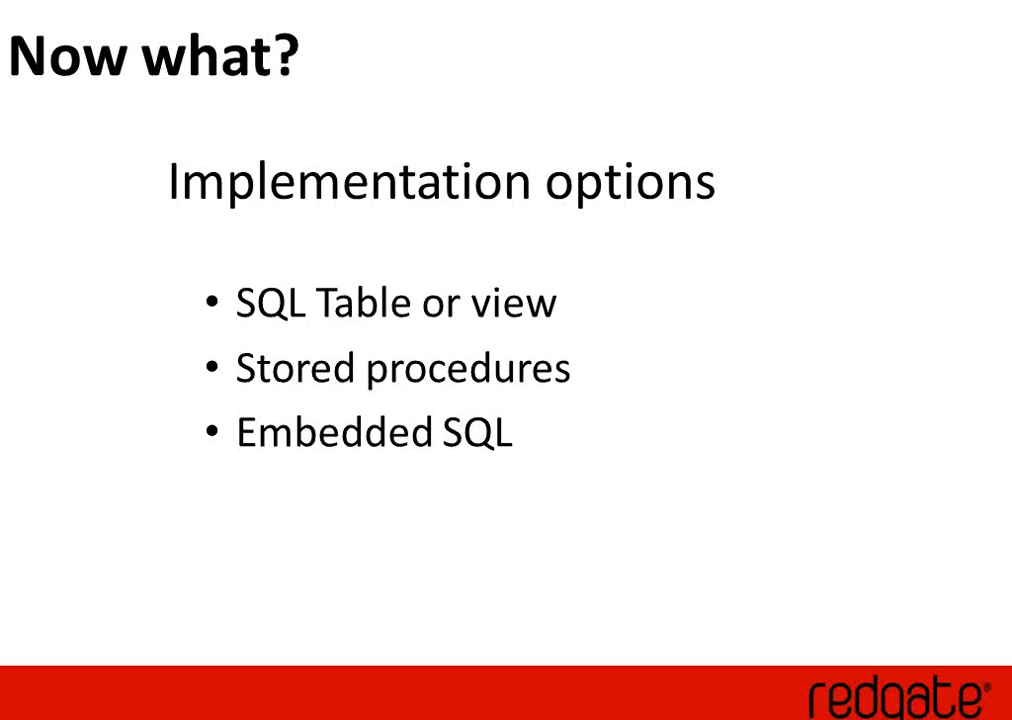 Now what?
Implementation options
• SQL Table or view
• Stored procedures
• Embedded SQL
redgate®